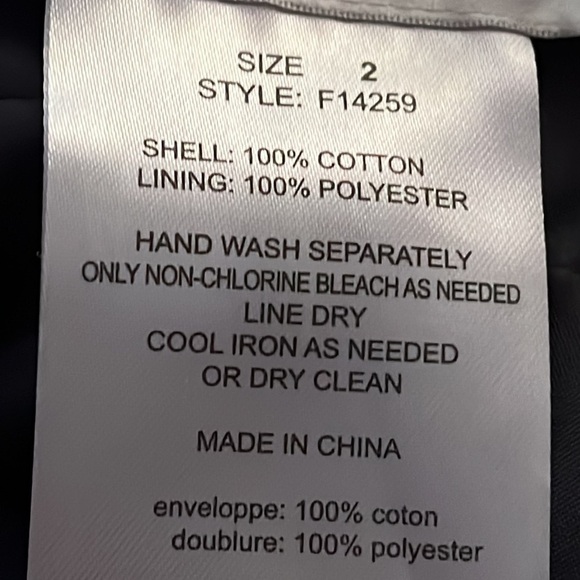 SIZE 2
STYLE: F14259
SHELL: 100% COTTON
LINING: 100% POLYESTER
HAND WASH SEPARATELY
ONLY NON-CHLORINE BLEACH AS NEEDED
LINE DRY
COOL IRON AS NEEDED
OR DRY CLEAN
MADE IN CHINA
enveloppe: 100% coton
doublure: 100% polyester